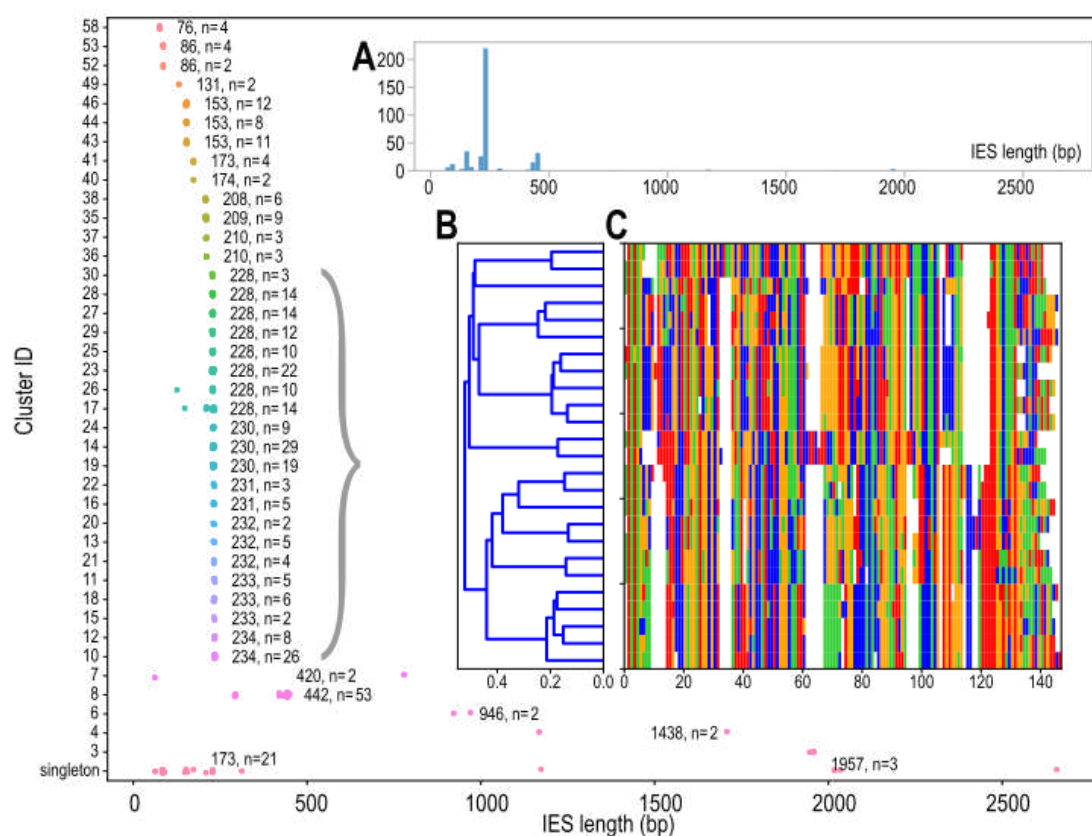 58 76, n=4
53 86, n=4
52 86, n=2
49 131, n=2
46 153, n=12
44 153, n=8
43 153, n=11
41 173, n=4
40 174, n=2
38 208, n=6
35 209, n=9
37 210, n=3
36 210, n=3
30 228, n=3
28 228, n=14
27 228, n=14
29 228, n=12
25 228, n=10
23 228, n=22
26 228, n=10
17 228, n=14
24 230, n=9
14 230, n=29
19 230, n=19
22 231, n=3
16 231, n=5
20 232, n=2
13 232, n=5
21 232, n=4
11 233, n=5
18 233, n=6
15 233, n=2
12 234, n=8
10 234, n=26
7 420, n=2
8 442, n=53
6 946, n=2
4 1438, n=2
3 1957, n=3
singleton 173, n=21
Cluster ID
0 500 1000 1500 2000 2500
IES length (bp)
A
200
150
100
50
0
IES length (bp)
0 500 1000 1500 2000 2500
B
0.4 0.2 0.0
C
0 20 40 60 80 100 120 140